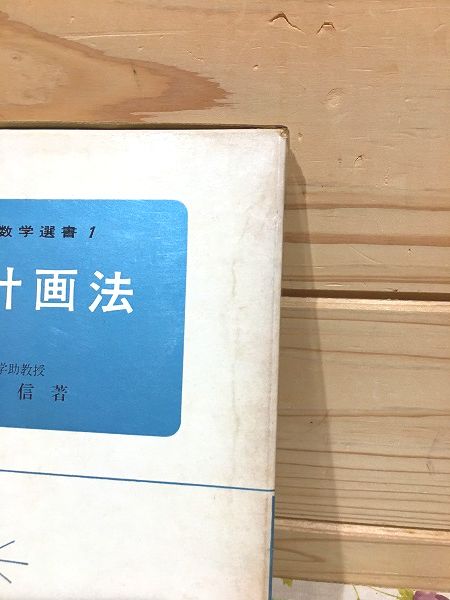 数学選書 1
計画法
学助教授
信 著